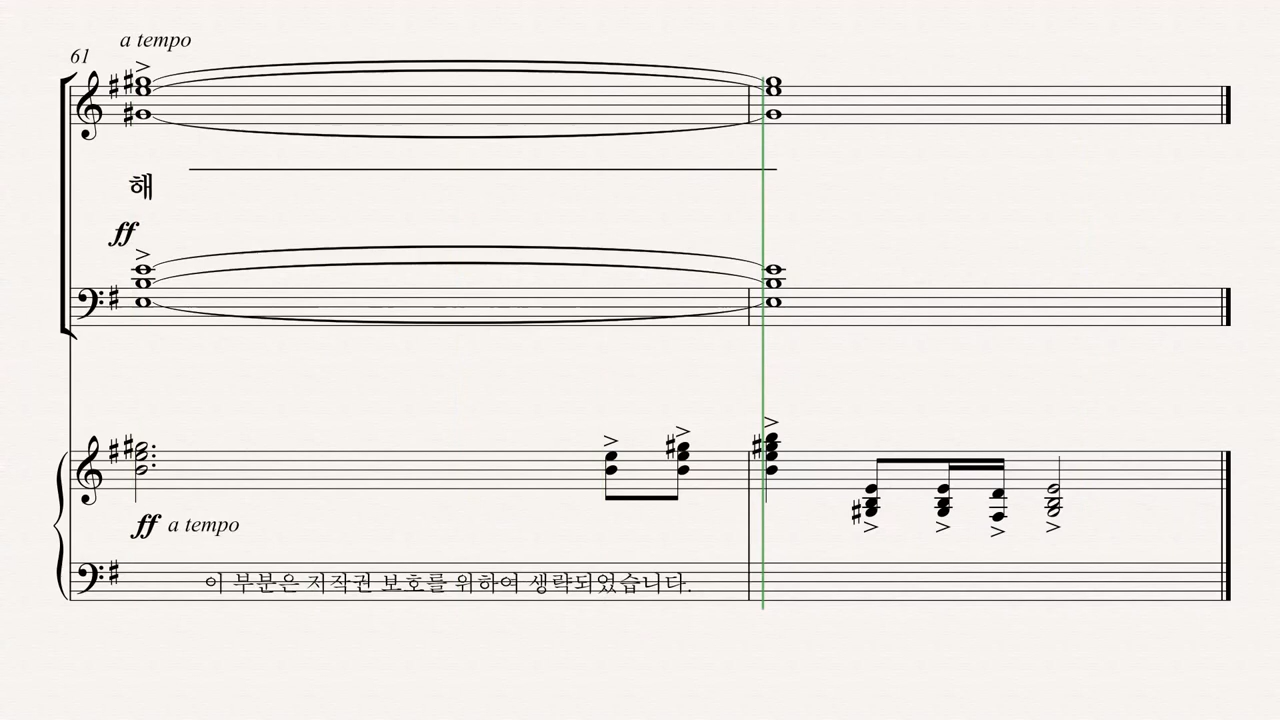 a tempo
61
해
ff
ff a tempo
이 부분은 저작권 보호를 위하여 생략되었습니다.